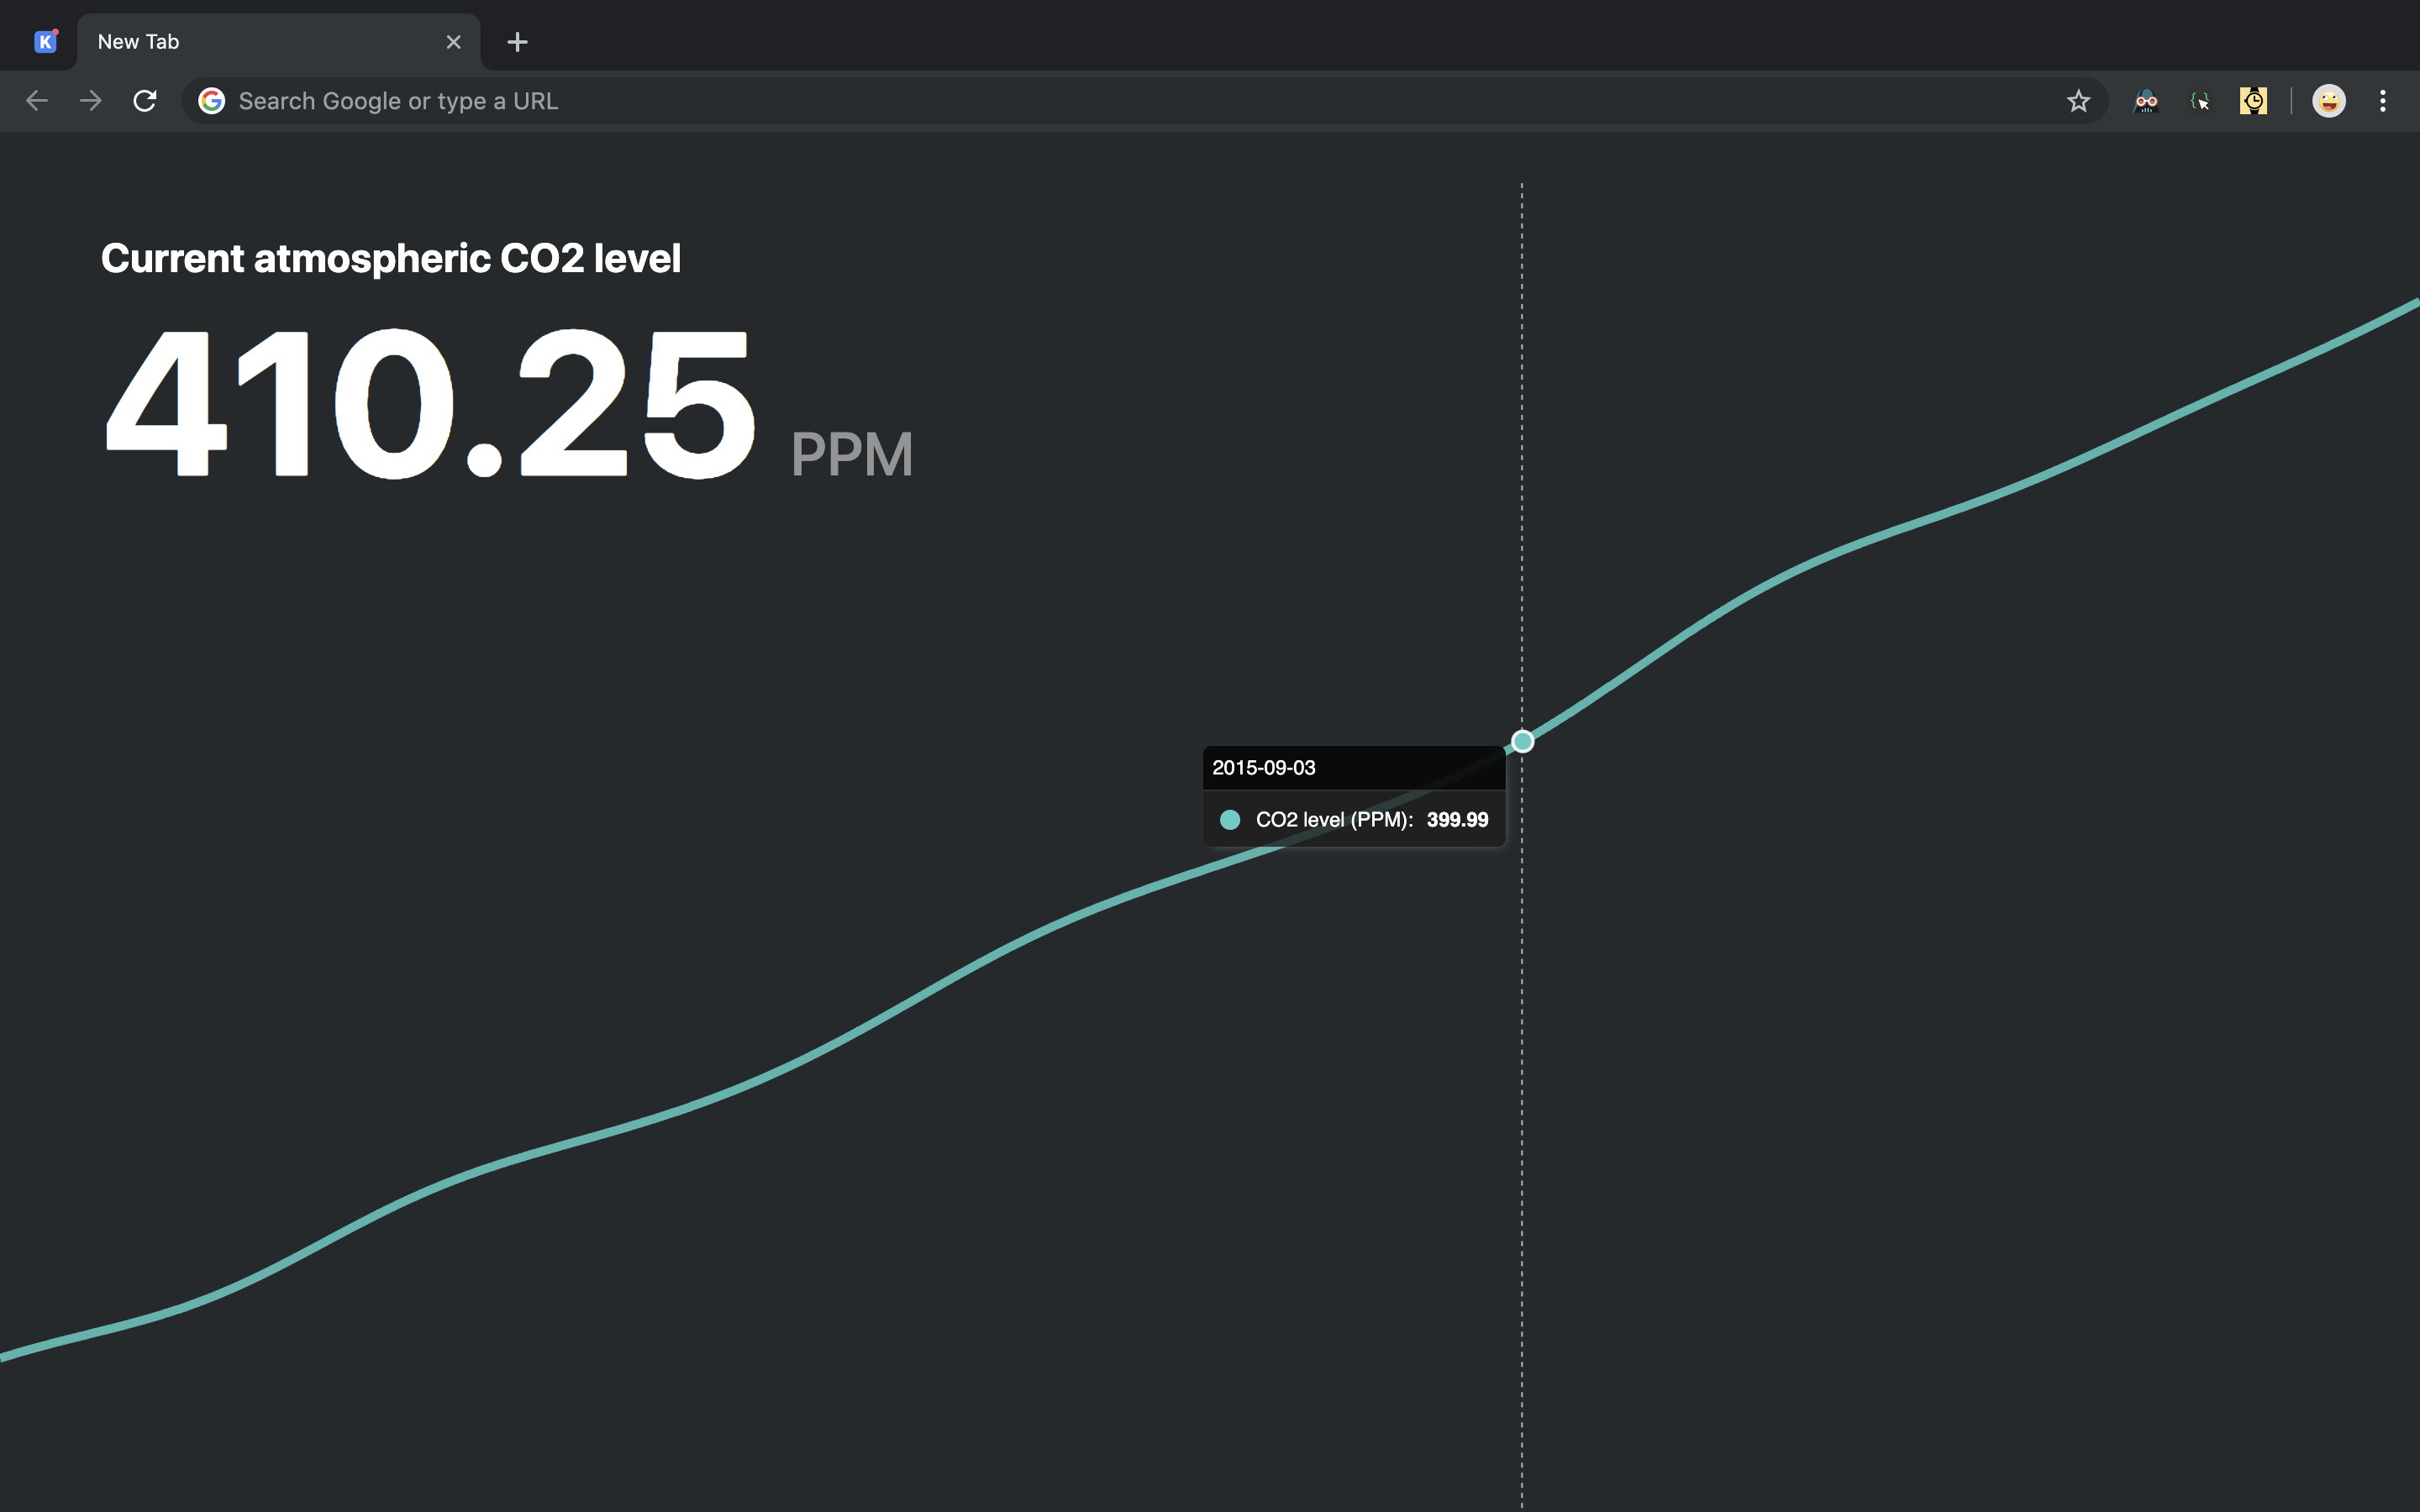 K
New Tab
Search Google or type a URL
Current atmospheric CO2 level
410.25 PPM
2015-09-03
CO2 level (PPM): 399.99